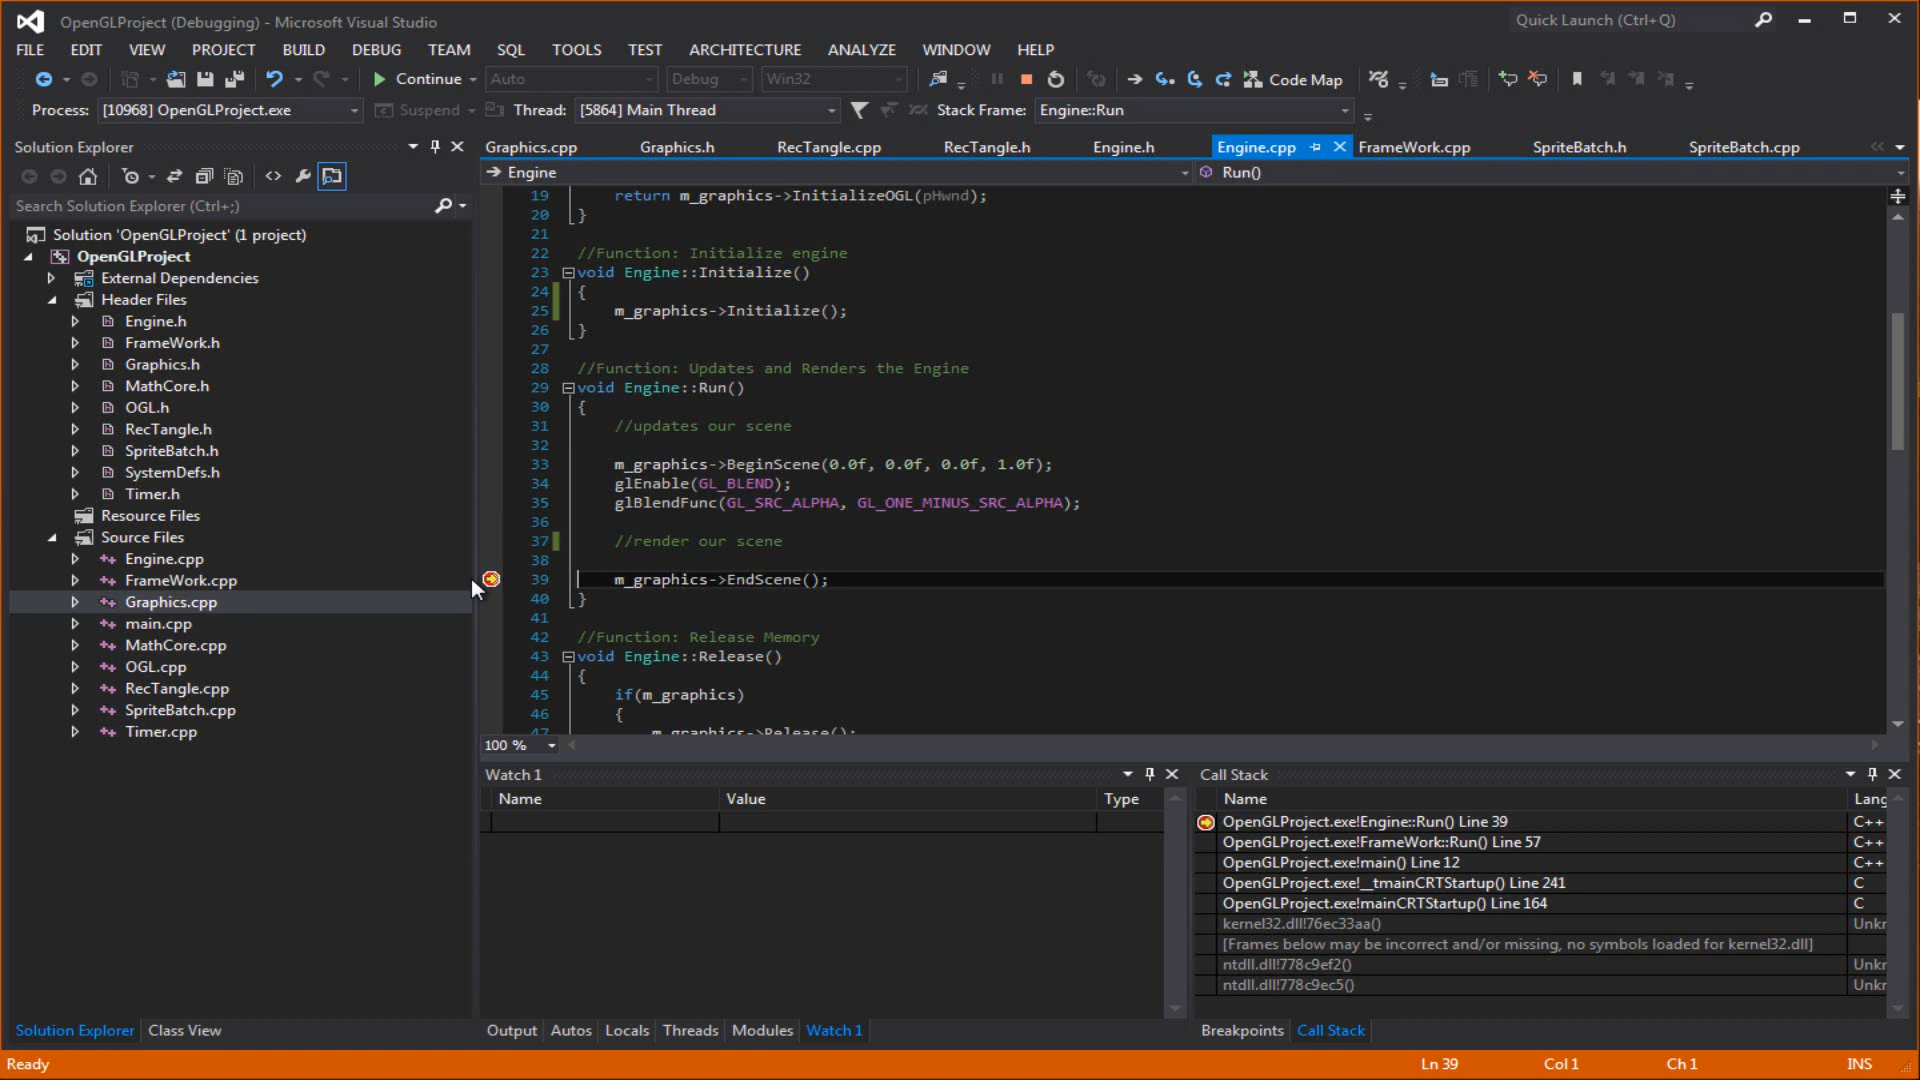 OpenGLProject (Debugging) - Microsoft Visual Studio
Quick Launch (Ctrl+Q)
FILE EDIT VIEW PROJECT BUILD DEBUG TEAM SQL TOOLS TEST ARCHITECTURE ANALYZE WINDOW HELP
Continue Auto Debug Win32 Code Map
Process: [10968] OpenGLProject.exe Suspend Thread: [5864] Main Thread Stack Frame: Engine::Run
Solution Explorer
Search Solution Explorer (Ctrl+;)
Solution 'OpenGLProject' (1 project)
OpenGLProject
External Dependencies
Header Files
Engine.h
FrameWork.h
Graphics.h
MathCore.h
OGL.h
RecTangle.h
SpriteBatch.h
SystemDefs.h
Timer.h
Resource Files
Source Files
Engine.cpp
FrameWork.cpp
Graphics.cpp
main.cpp
MathCore.cpp
OGL.cpp
RecTangle.cpp
SpriteBatch.cpp
Timer.cpp
Solution Explorer Class View
Graphics.cpp Graphics.h RecTangle.cpp RecTangle.h Engine.h Engine.cpp FrameWork.cpp SpriteBatch.h SpriteBatch.cpp
Engine Run()
19 return m_graphics->InitializeOGL(pHwnd);
20 }
21
22 //Function: Initialize engine
23 void Engine::Initialize()
24 {
25 m_graphics->Initialize();
26 }
27
28 //Function: Updates and Renders the Engine
29 void Engine::Run()
30 {
31 //updates our scene
32
33 m_graphics->BeginScene(0.0f, 0.0f, 0.0f, 1.0f);
34 glEnable(GL_BLEND);
35 glBlendFunc(GL_SRC_ALPHA, GL_ONE_MINUS_SRC_ALPHA);
36
37 //render our scene
38
39 m_graphics->EndScene();
40 }
41
42 //Function: Release Memory
43 void Engine::Release()
44 {
45 if(m_graphics)
46 {
47 m_graphics->Release();
100 %
Watch 1
Name Value Type
Output Autos Locals Threads Modules Watch 1
Call Stack
Name Lang
OpenGLProject.exe!Engine::Run() Line 39 C++
OpenGLProject.exe!FrameWork::Run() Line 57 C++
OpenGLProject.exe!main() Line 12 C++
OpenGLProject.exe!__tmainCRTStartup() Line 241 C
OpenGLProject.exe!mainCRTStartup() Line 164 C
kernel32.dll!76ec33aa() Unkr
[Frames below may be incorrect and/or missing, no symbols loaded for kernel32.dll]
ntdll.dll!778c9ef2() Unkr
ntdll.dll!778c9ec5() Unkr
Breakpoints Call Stack
Ready Ln 39 Col 1 Ch 1 INS